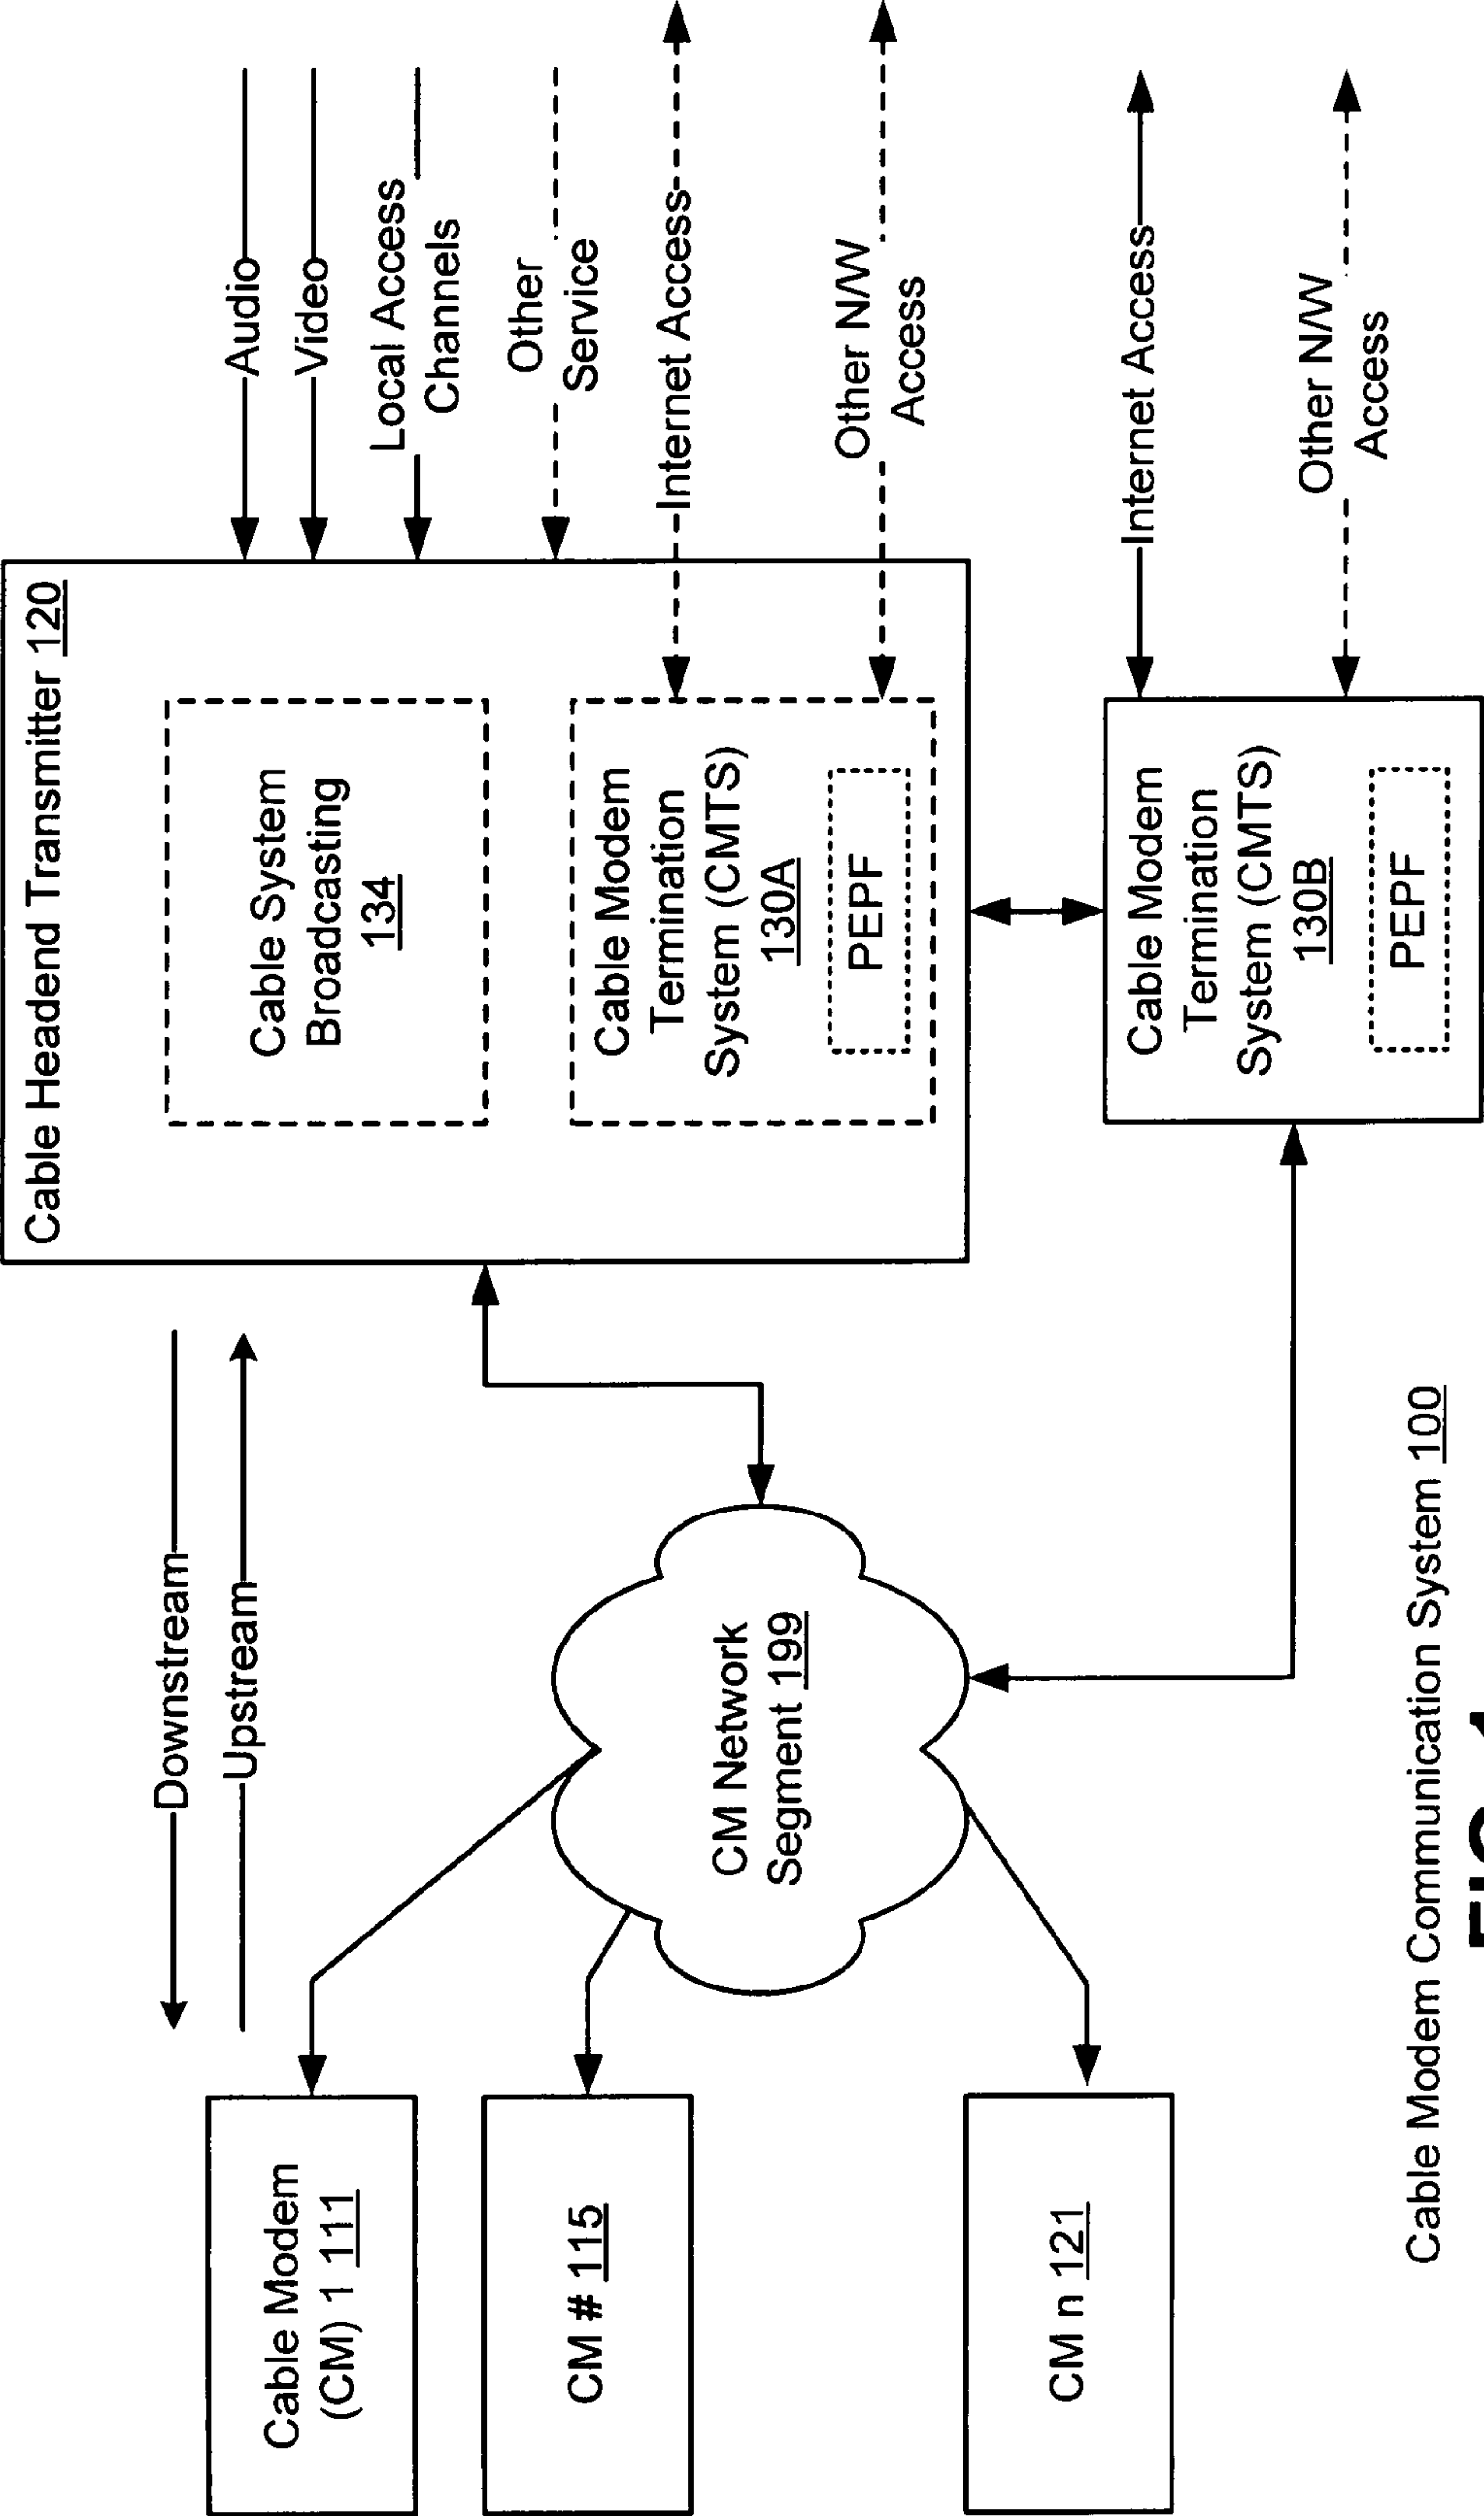 Downstream
Upstream
Cable Headend Transmitter 120
Audio
Video
Local Access
Channels
Other
Service
Internet Access
Other NW
Access
Cable System
Broadcasting
134
Cable Modem
Termination
System (CMTS)
130A
PEPF
Cable Modem
(CM) 1 111
CM # 115
CM n 121
CM Network
Segment 199
Cable Modem
Termination
System (CMTS)
130B
PEPF
Internet Access
Other NW
Access
Cable Modem Communication System 100